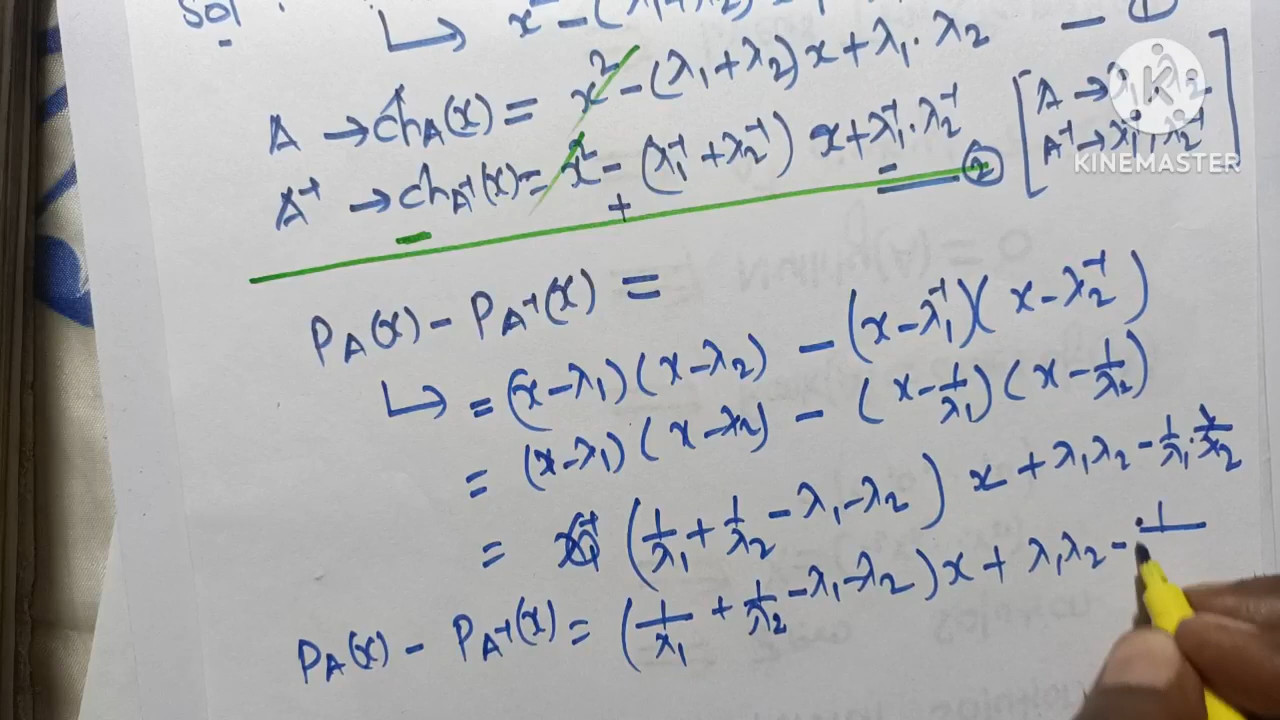 Sol :
x² - (λ₁+λ₂)
A → ch_A(x) = x² - (λ₁+λ₂)x + λ₁.λ₂ — ①
A⁻¹ → ch_A⁻¹(x) = x² - (λ₁⁻¹+λ₂⁻¹) x + λ₁⁻¹.λ₂⁻¹ — ②
+
[A → λ₁, λ₂
A⁻¹ → λ₁⁻¹, λ₂⁻¹]
KINEMASTER
P_A(x) - P_A⁻¹(x) =
↳ = (x-λ₁)(x-λ₂) - (x-λ₁⁻¹)(x-λ₂⁻¹)
= (x-λ₁)(x-λ₂) - (x-1/λ₁)(x-1/λ₂)
= (1/λ₁ + 1/λ₂ - λ₁-λ₂) x + λ₁λ₂ - 1/λ₁.1/λ₂
P_A(x) - P_A⁻¹(x) = (1/λ₁ + 1/λ₂ -λ₁-λ₂)x + λ₁λ₂ - 1/